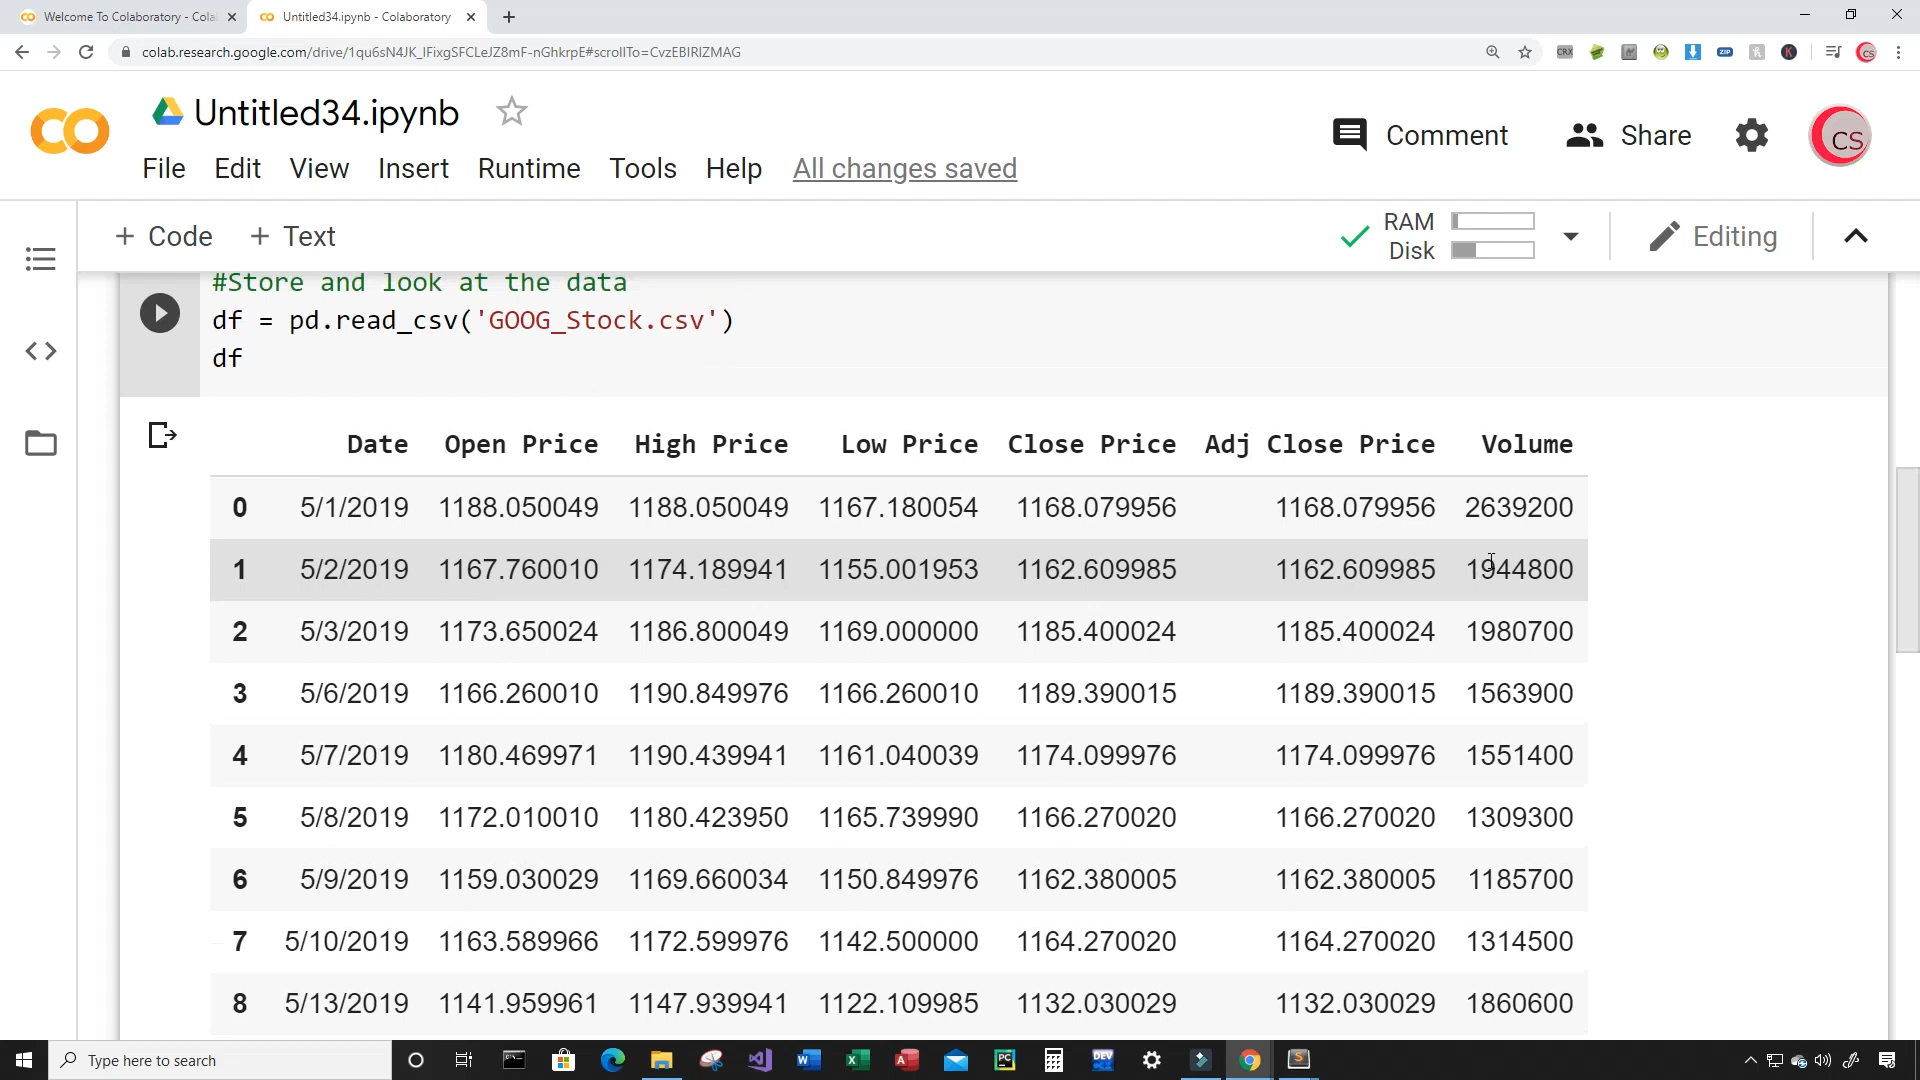 Welcome To Colaboratory - Cola
Untitled34.ipynb - Colaboratory
colab.research.google.com/drive/1qu6sN4JK_IFixgSFCLeJZ8mF-nGhkrpE#scrollTo=CvzEBIRlZMAG
Untitled34.ipynb
Comment
Share
CS
File Edit View Insert Runtime Tools Help All changes saved
+ Code + Text
RAM
Disk
Editing
#Store and look at the data
df = pd.read_csv('GOOG_Stock.csv')
df
Date Open Price High Price Low Price Close Price Adj Close Price Volume
0 5/1/2019 1188.050049 1188.050049 1167.180054 1168.079956 1168.079956 2639200
1 5/2/2019 1167.760010 1174.189941 1155.001953 1162.609985 1162.609985 1944800
2 5/3/2019 1173.650024 1186.800049 1169.000000 1185.400024 1185.400024 1980700
3 5/6/2019 1166.260010 1190.849976 1166.260010 1189.390015 1189.390015 1563900
4 5/7/2019 1180.469971 1190.439941 1161.040039 1174.099976 1174.099976 1551400
5 5/8/2019 1172.010010 1180.423950 1165.739990 1166.270020 1166.270020 1309300
6 5/9/2019 1159.030029 1169.660034 1150.849976 1162.380005 1162.380005 1185700
7 5/10/2019 1163.589966 1172.599976 1142.500000 1164.270020 1164.270020 1314500
8 5/13/2019 1141.959961 1147.939941 1122.109985 1132.030029 1132.030029 1860600
Type here to search